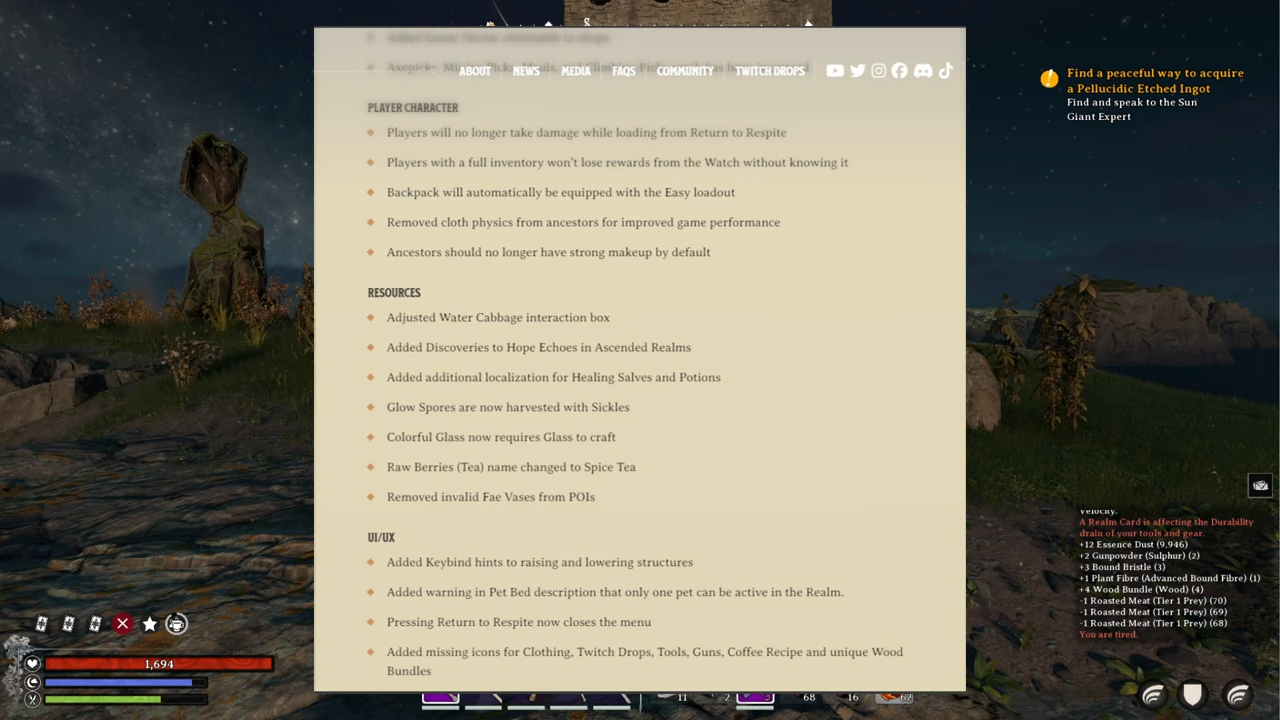 ABOUT NEWS MEDIA FAQS COMMUNITY TWITCH DROPS
PLAYER CHARACTER
Players will no longer take damage while loading from Return to Respite
Players with a full inventory won't lose rewards from the Watch without knowing it
Backpack will automatically be equipped with the Easy loadout
Removed cloth physics from ancestors for improved game performance
Ancestors should no longer have strong makeup by default
RESOURCES
Adjusted Water Cabbage interaction box
Added Discoveries to Hope Echoes in Ascended Realms
Added additional localization for Healing Salves and Potions
Glow Spores are now harvested with Sickles
Colorful Glass now requires Glass to craft
Raw Berries (Tea) name changed to Spice Tea
Removed invalid Fae Vases from POIs
UI/UX
Added Keybind hints to raising and lowering structures
Added warning in Pet Bed description that only one pet can be active in the Realm.
Pressing Return to Respite now closes the menu
Added missing icons for Clothing, Twitch Drops, Tools, Guns, Coffee Recipe and unique Wood
Bundles
Find a peaceful way to acquire
a Pellucidic Etched Ingot
Find and speak to the Sun
Giant Expert
velocity.
A Realm Card is affecting the Durability
drain of your tools and gear.
+12 Essence Dust (9,946)
+2 Gunpowder (Sulphur) (2)
+3 Bound Bristle (3)
+1 Plant Fibre (Advanced Bound Fibre) (1)
+4 Wood Bundle (Wood) (4)
-1 Roasted Meat (Tier 1 Prey) (70)
-1 Roasted Meat (Tier 1 Prey) (69)
-1 Roasted Meat (Tier 1 Prey) (68)
You are tired.
1,694
11 2 68 16 62